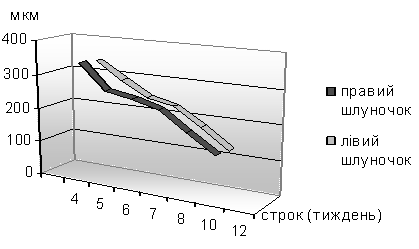 мкм
400
300
200
100
0
4 5 6 7 8 10 12
строк (тиждень)
правий
шлуночок
лівий
шлуночок